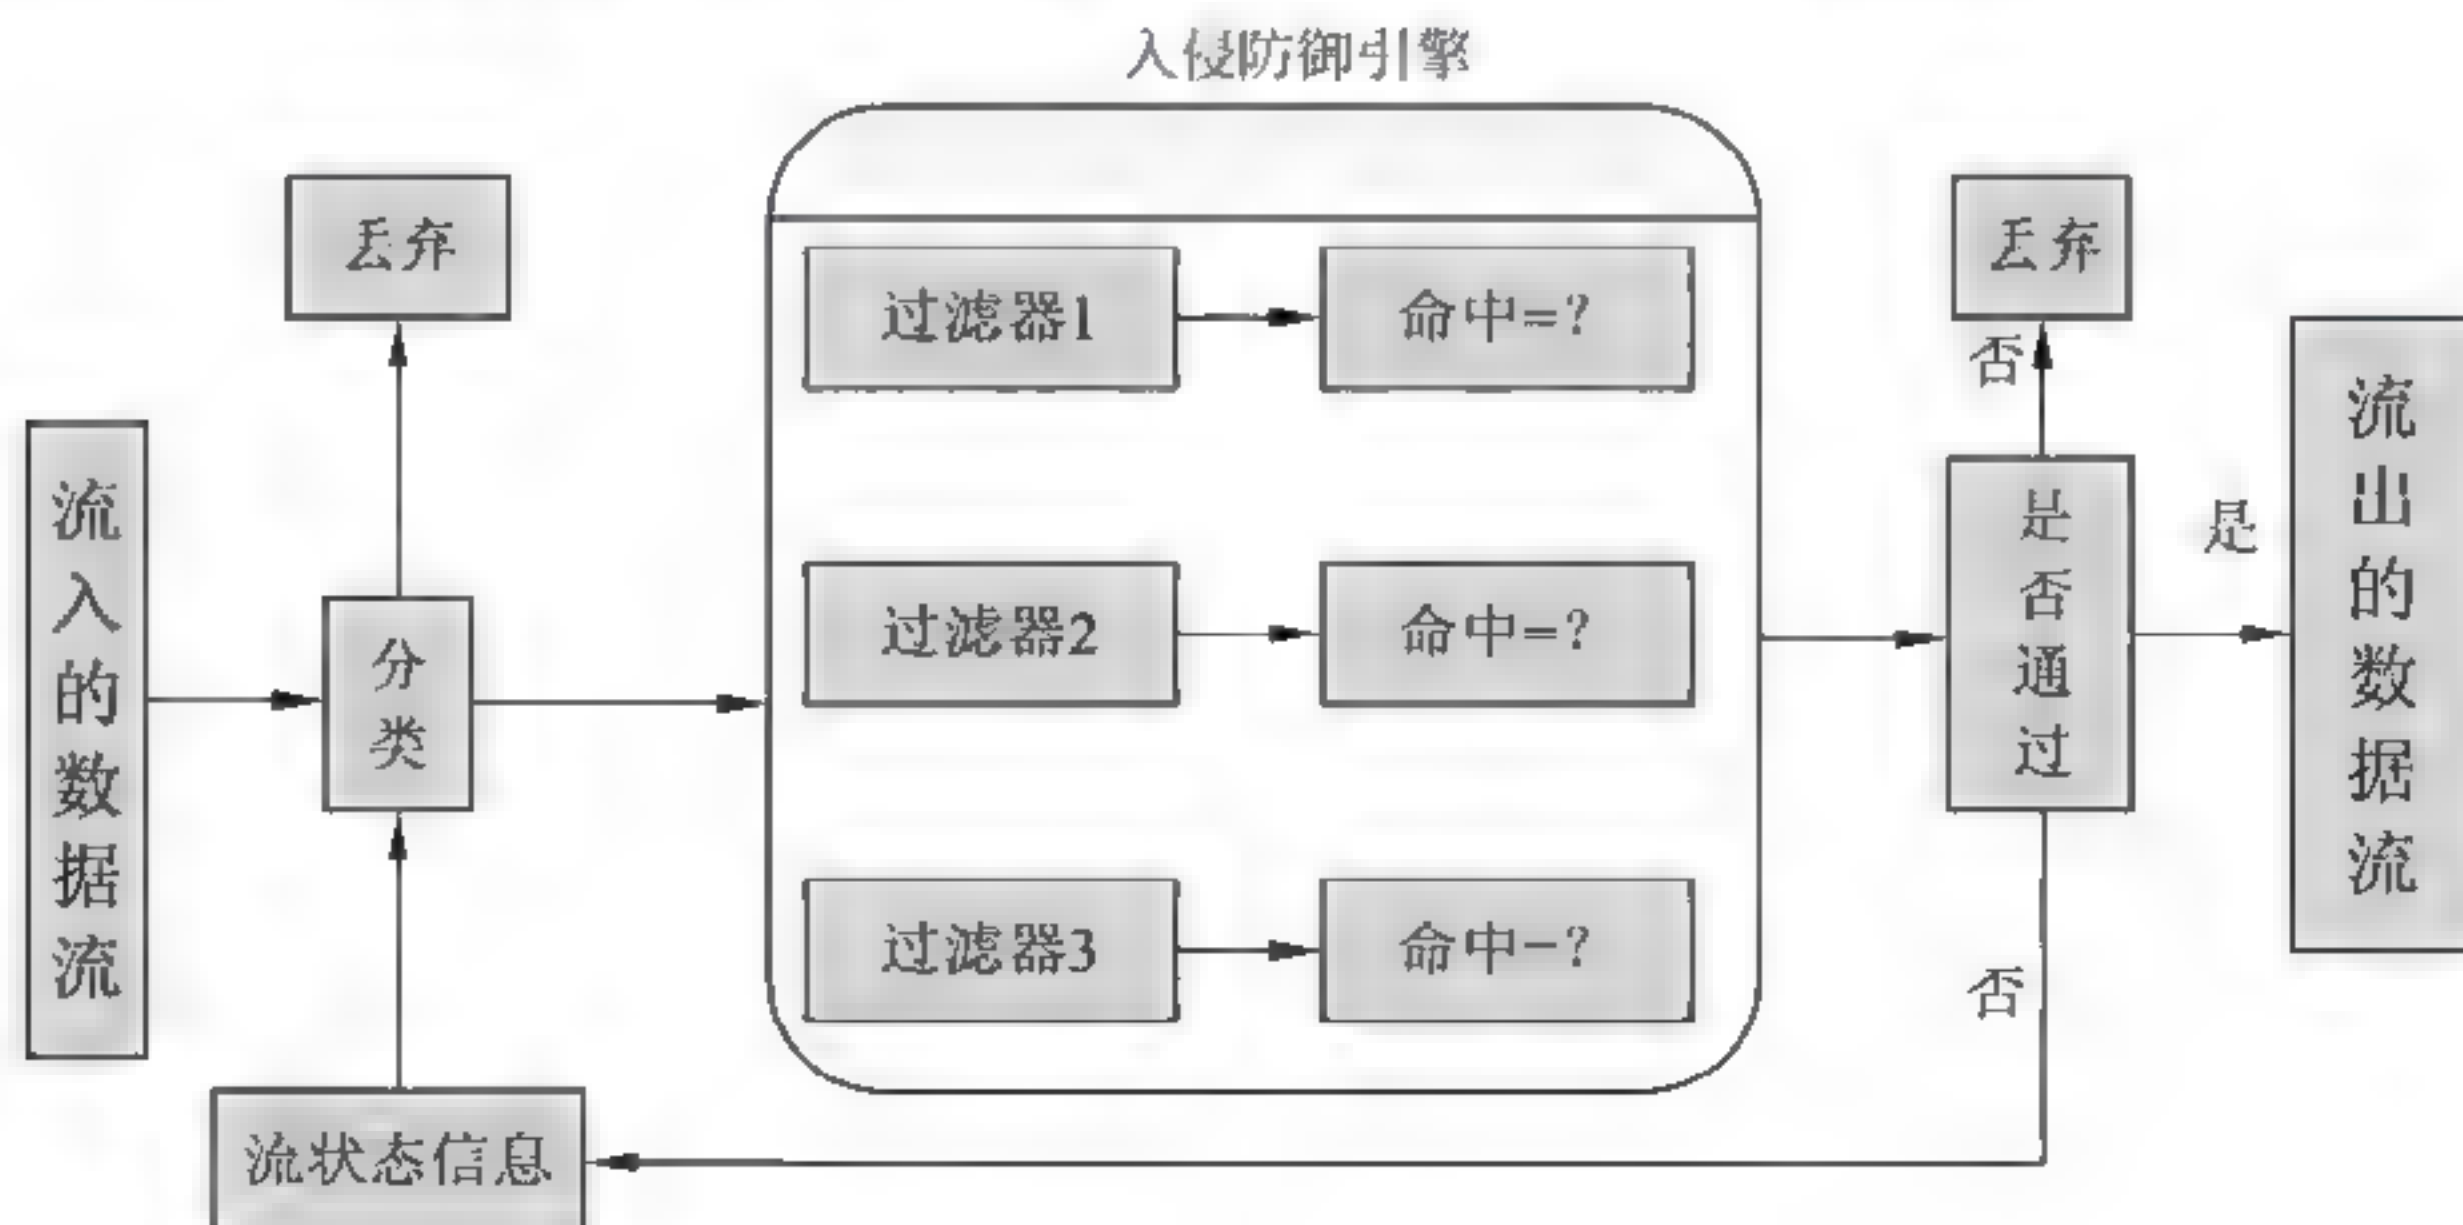 入侵防御引擎
丢弃
丢弃
过滤器1
命中=?
否
流入的数据流
分类
过滤器2
命中=?
是否通过
是
流出的数据流
过滤器3
命中-?
否
流状态信息